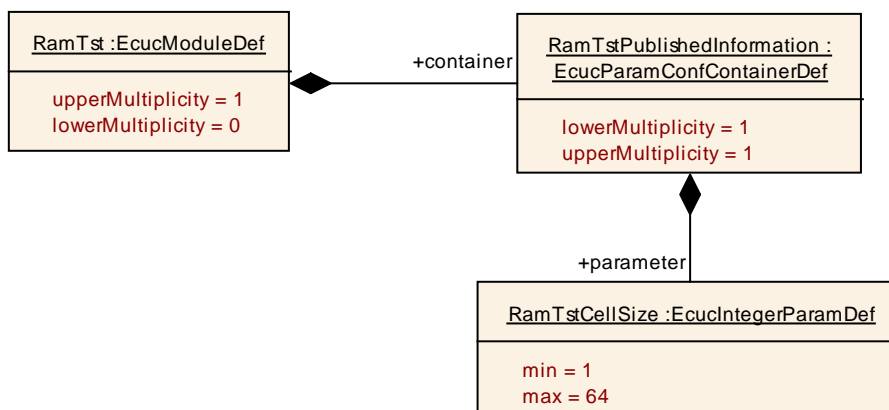 RamTst :EcucModuleDef
upperMultiplicity = 1
lowerMultiplicity = 0
+container
RamTstPublishedInformation :
EcucParamConfContainerDef
lowerMultiplicity = 1
upperMultiplicity = 1
+parameter
RamTstCellSize :EcucIntegerParamDef
min = 1
max = 64